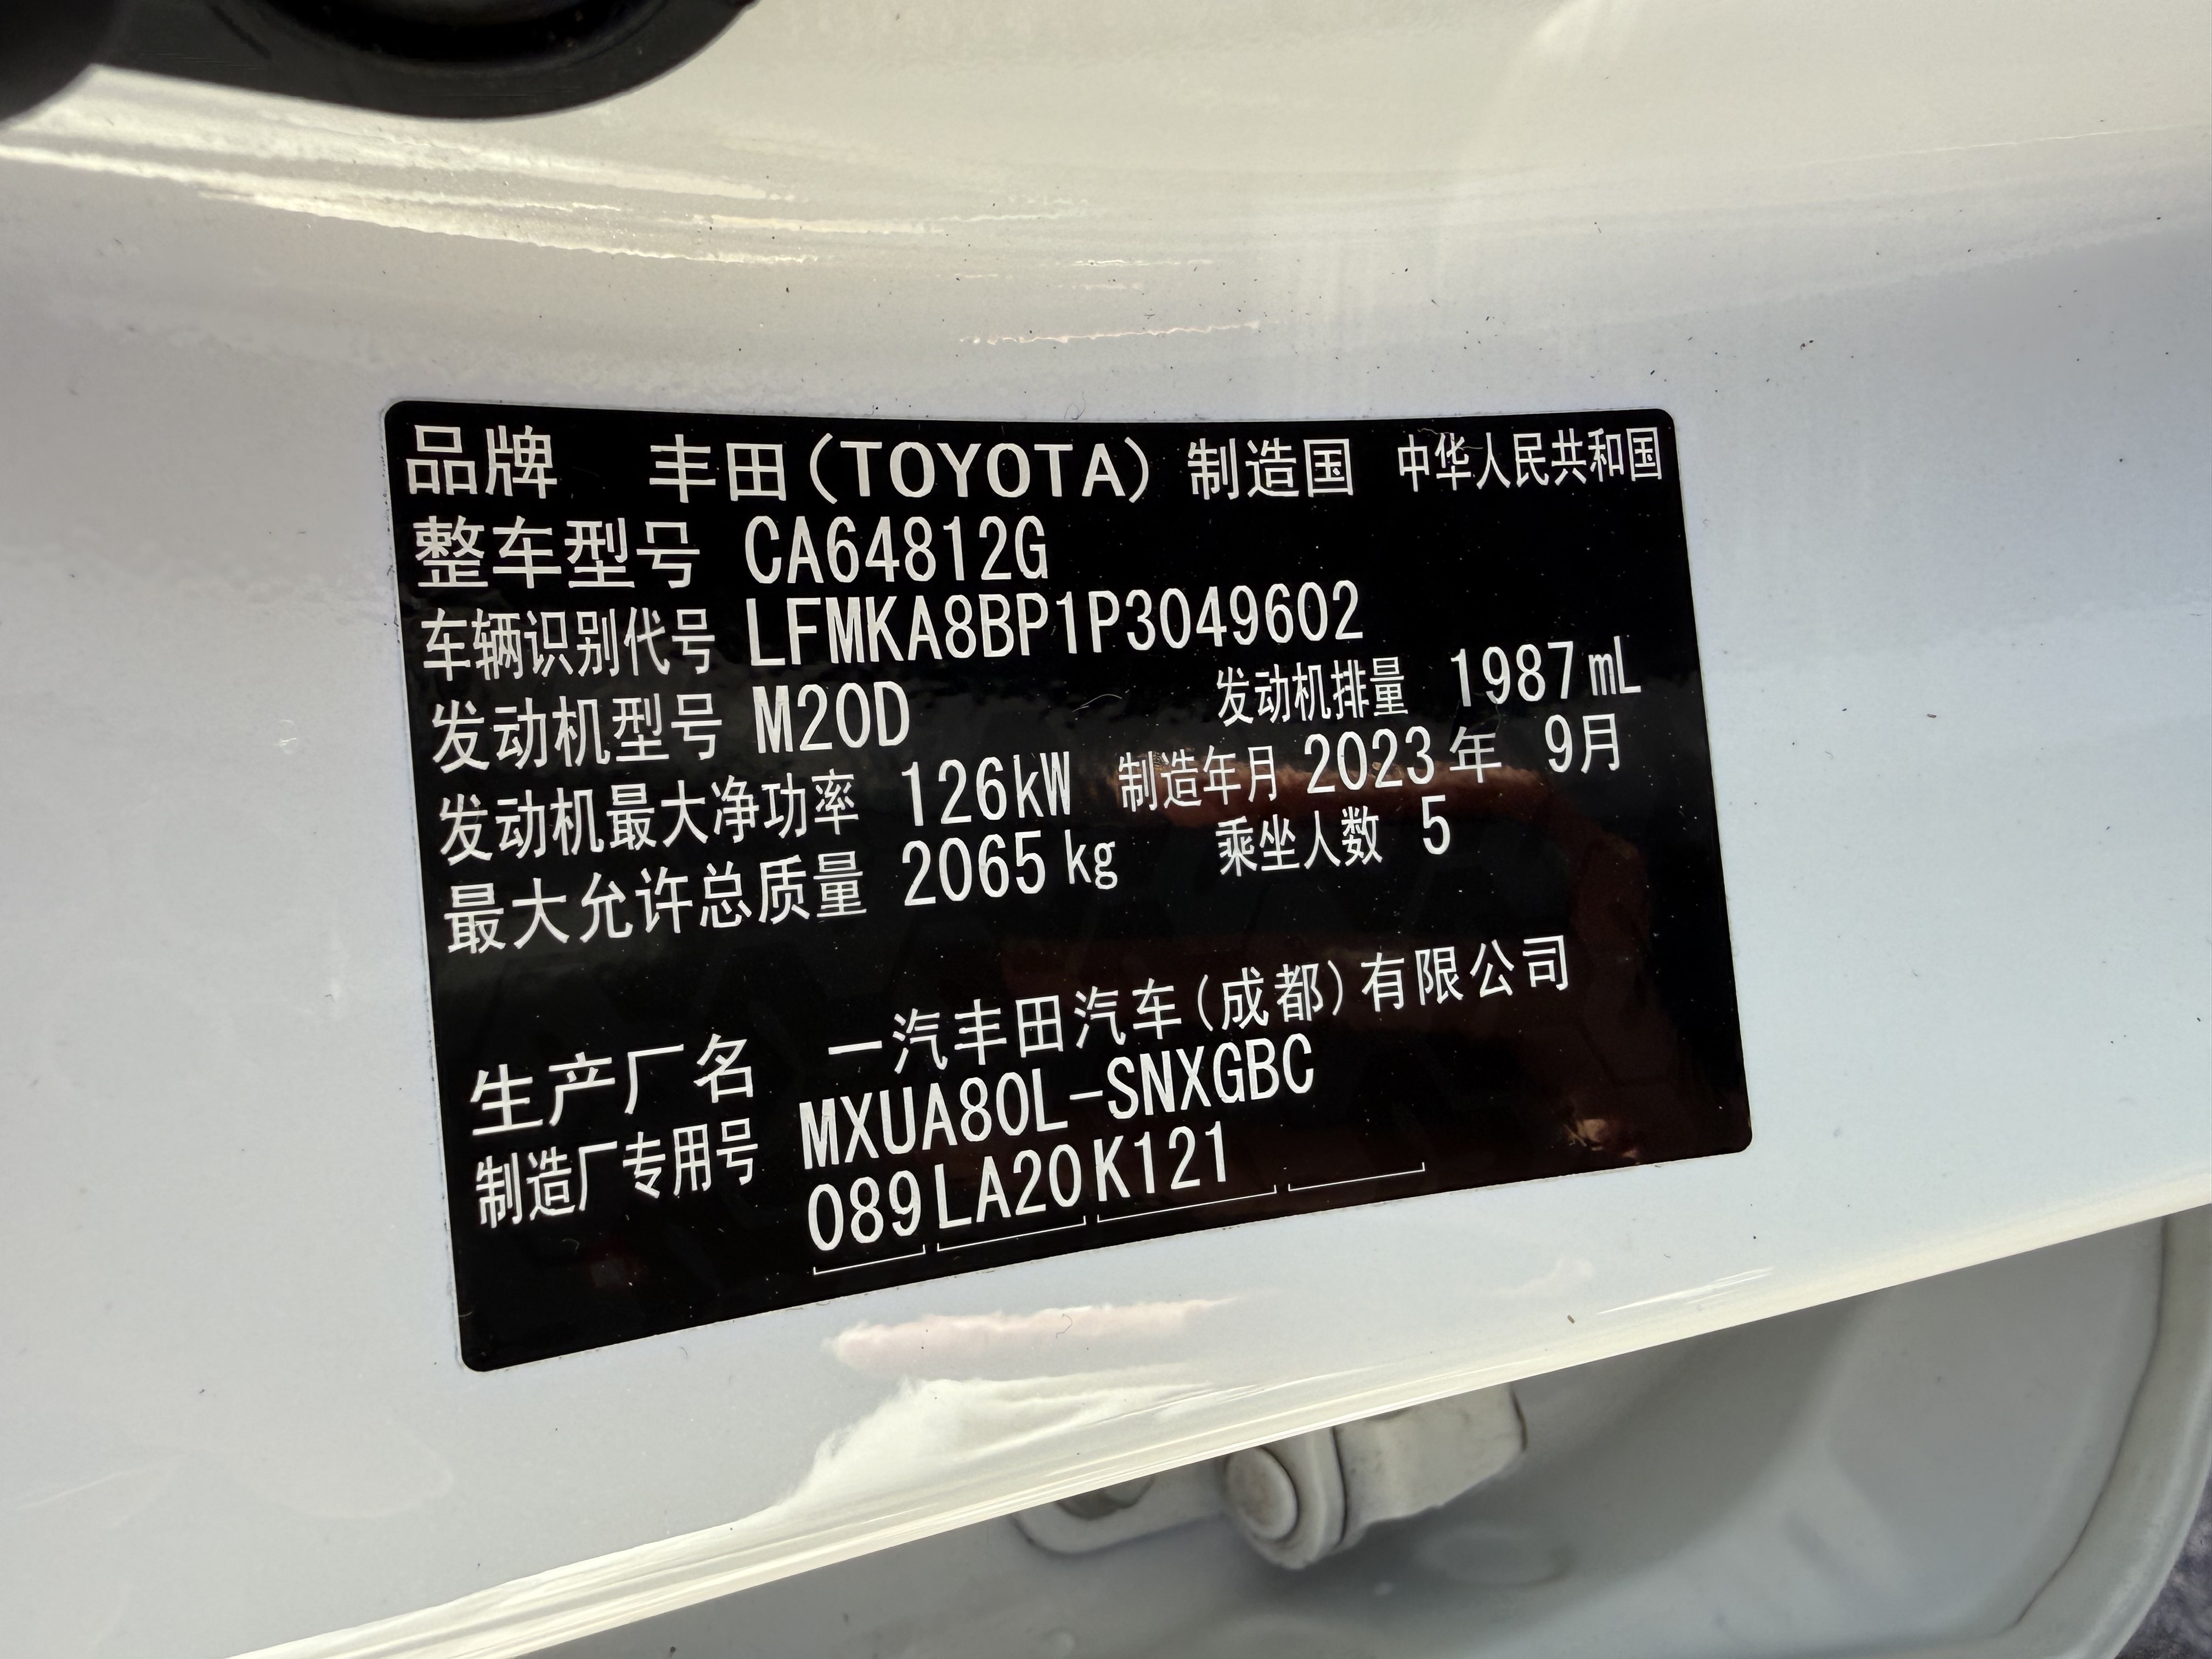 品牌 丰田(TOYOTA) 制造国 中华人民共和国
整车型号 CA64812G
车辆识别代号 LFMKA8BP1P3049602
发动机型号 M20D 发动机排量 1987mL
发动机最大净功率 126kW 制造年月 2023年 9月
最大允许总质量 2065kg 乘坐人数 5
生产厂名 一汽丰田汽车(成都)有限公司
制造厂专用号 MXUA80L-SNXGBC
089 LA20 K121